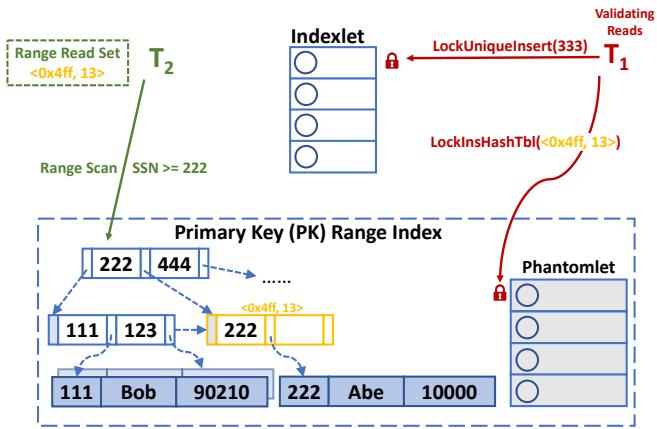 Validating
Reads
Range Read Set
<0x4ff, 13>
T2
Indexlet
LockUniqueInsert(333)
T1
LockInsHashTbl(<0x4ff, 13>)
Range Scan
SSN >= 222
Primary Key (PK) Range Index
222 444
......
Phantomlet
<0x4ff, 13>
111 123
222
111 Bob 90210
222 Abe 10000